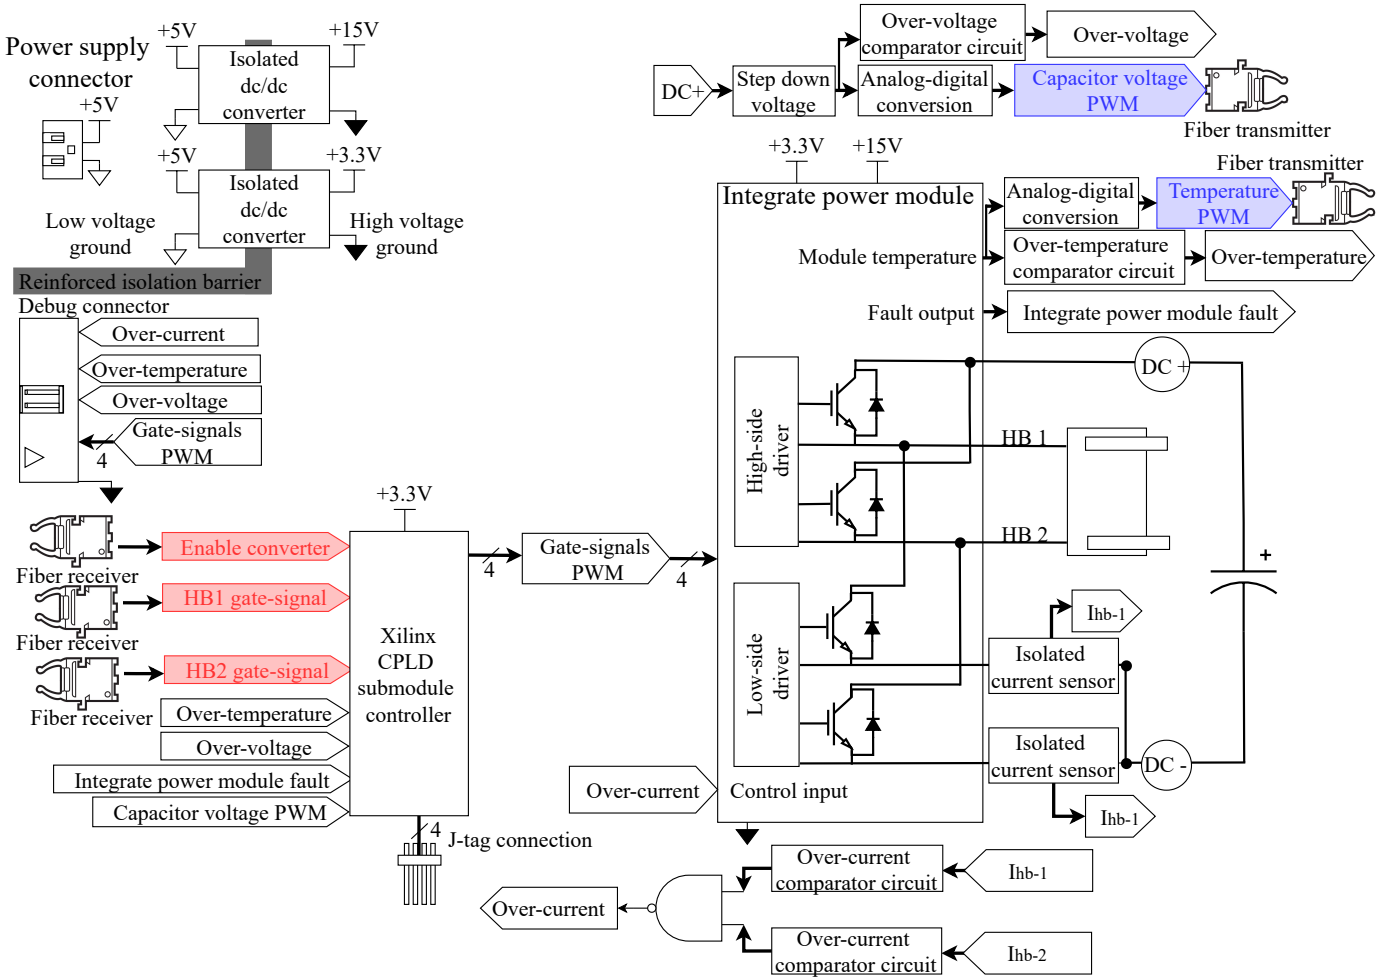 Power supply
connector
+5V
+5V
+15V
Isolated
dc/dc
converter
+5V
+3.3V
Isolated
dc/dc
converter
Low voltage
ground
High voltage
ground
Reinforced isolation barrier
Debug connector
Over-current
Over-temperature
Over-voltage
Gate-signals
PWM
4
Fiber receiver
Enable converter
Fiber receiver
HB1 gate-signal
Fiber receiver
HB2 gate-signal
Over-temperature
Over-voltage
Integrate power module fault
Capacitor voltage PWM
+3.3V
Xilinx
CPLD
submodule
controller
4
J-tag connection
4
Gate-signals
PWM
4
DC+
Step down
voltage
Over-voltage
comparator circuit
Over-voltage
Analog-digital
conversion
Capacitor voltage
PWM
Fiber transmitter
+3.3V
+15V
Integrate power module
Module temperature
Fault output
Analog-digital
conversion
Temperature
PWM
Fiber transmitter
Over-temperature
comparator circuit
Over-temperature
Integrate power module fault
High-side
driver
Low-side
driver
HB 1
HB 2
DC +
+
DC -
Isolated
current sensor
Ihb-1
Isolated
current sensor
Ihb-1
Over-current
Control input
Over-current
comparator circuit
Ihb-1
Over-current
Over-current
comparator circuit
Ihb-2